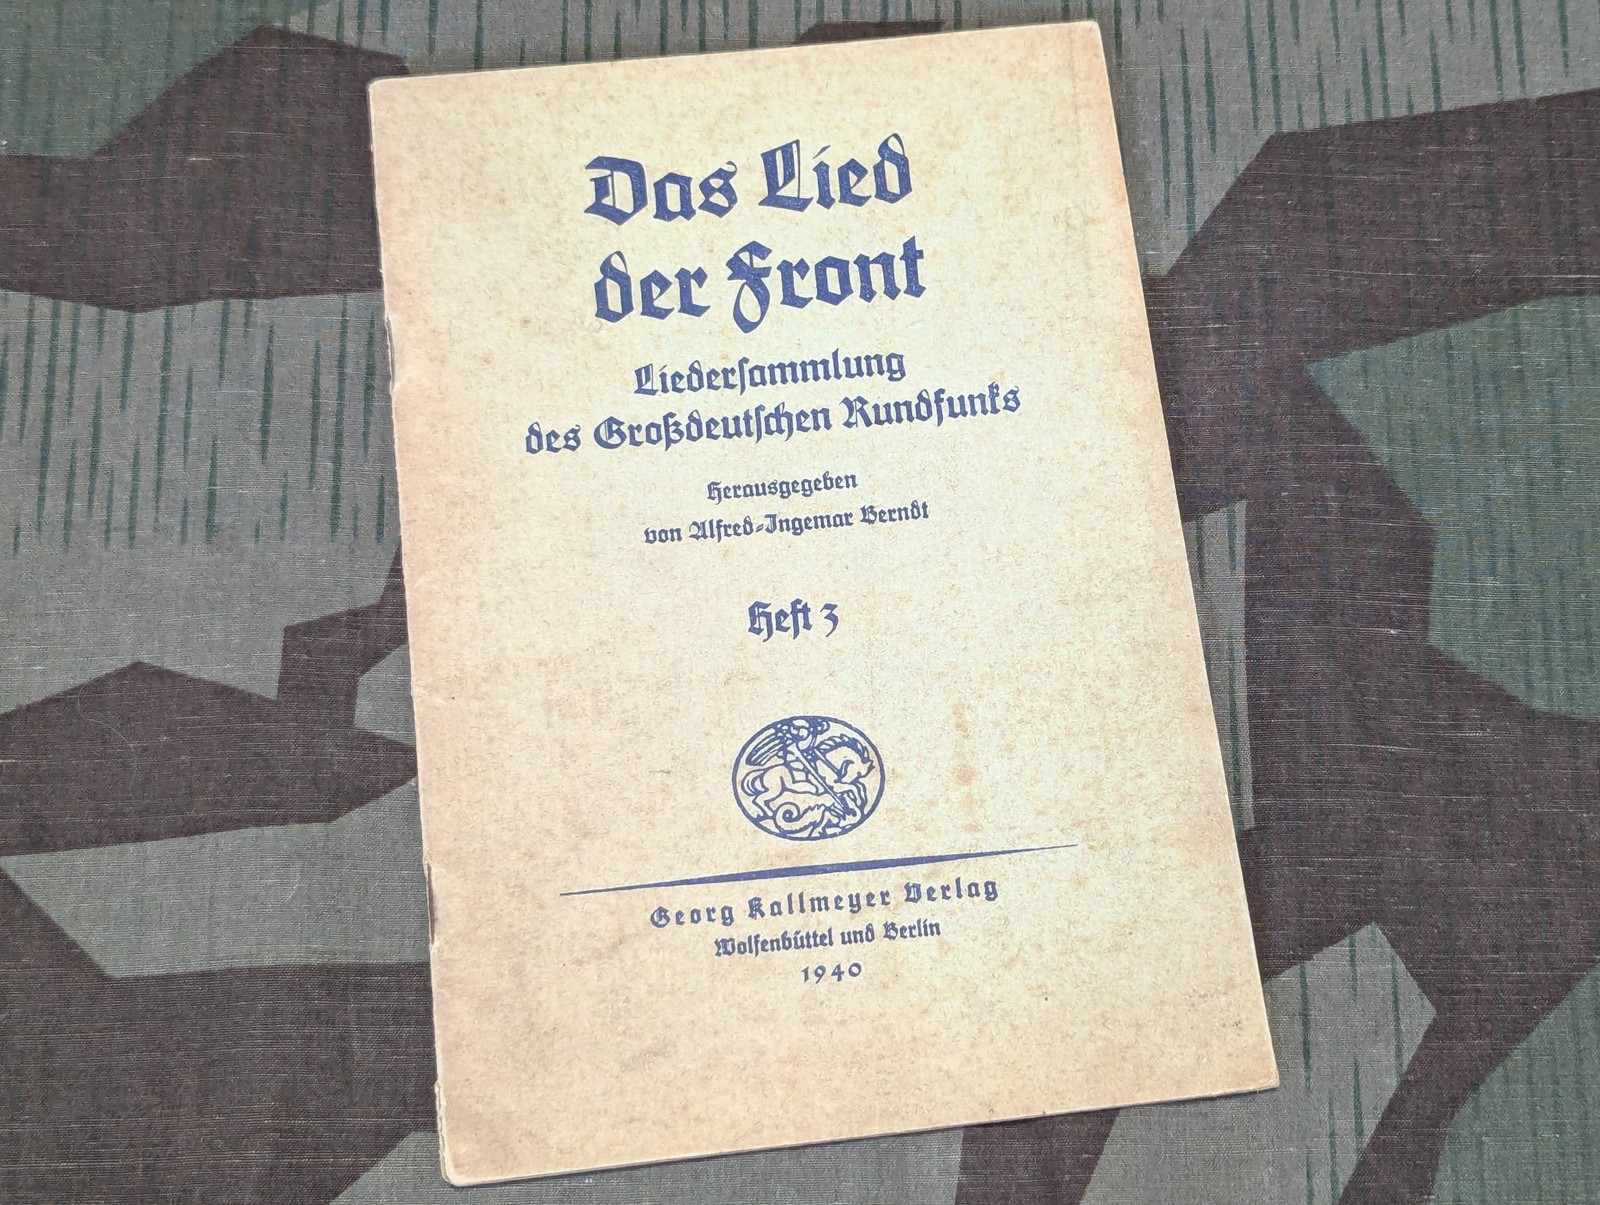 Das Lied
der Front
Liedersammlung
des Großdeutschen Rundfunks
Herausgegeben
von Alfred-Ingemar Berndt
Heft 3
Georg Kallmeyer Verlag
Wolfenbüttel und Berlin
1940